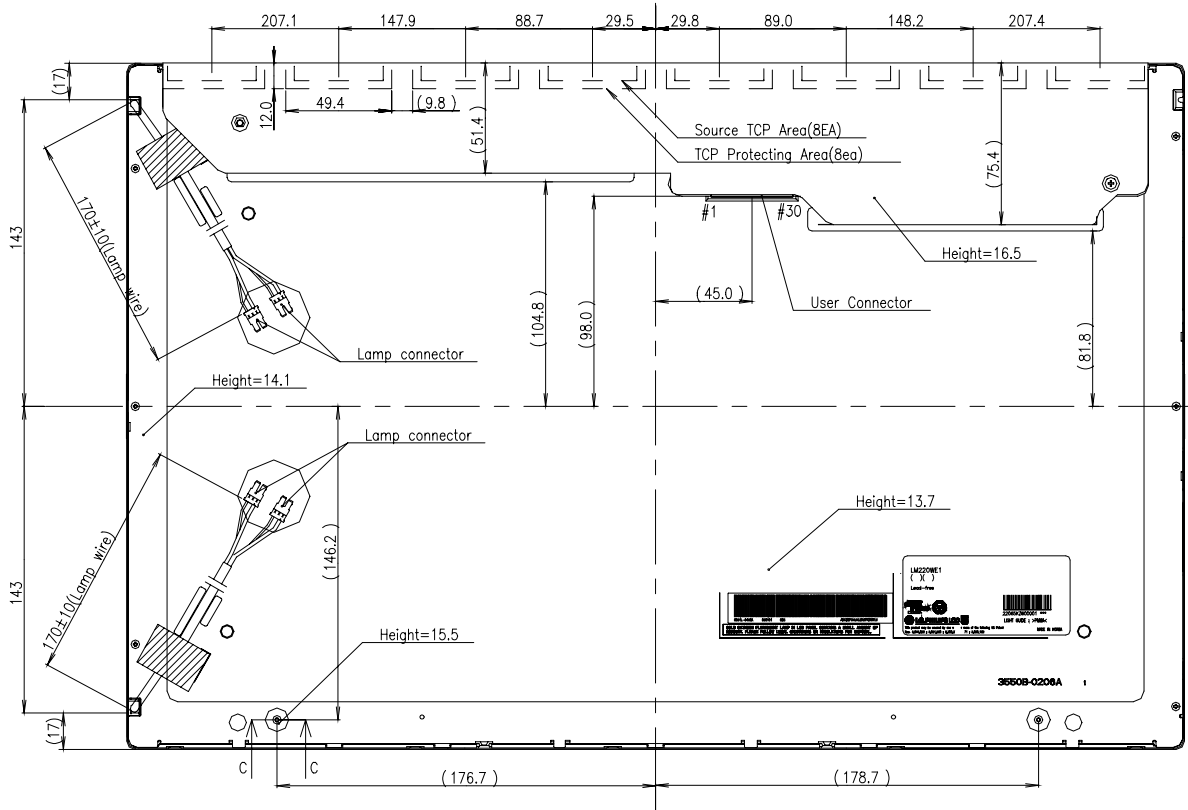 207.1 147.9 88.7 29.5 29.8 89.0 148.2 207.4
(17)
12.0
49.4
(9.8)
(51.4)
Source TCP Area(8EA)
TCP Protecting Area(8ea)
(75.4)
143
170±10(Lamp wire)
#1 #30
Height=16.5
(45.0)
User Connector
(104.8)
(98.0)
(81.8)
Lamp connector
Height=14.1
Lamp connector
143
170±10(Lamp wire)
(146.2)
Height=13.7
LM220WE1
( )( )
Lead-free
MADE IN KOREA
Height=15.5
3550B-0206A 1
(17)
C C
(176.7)
(178.7)